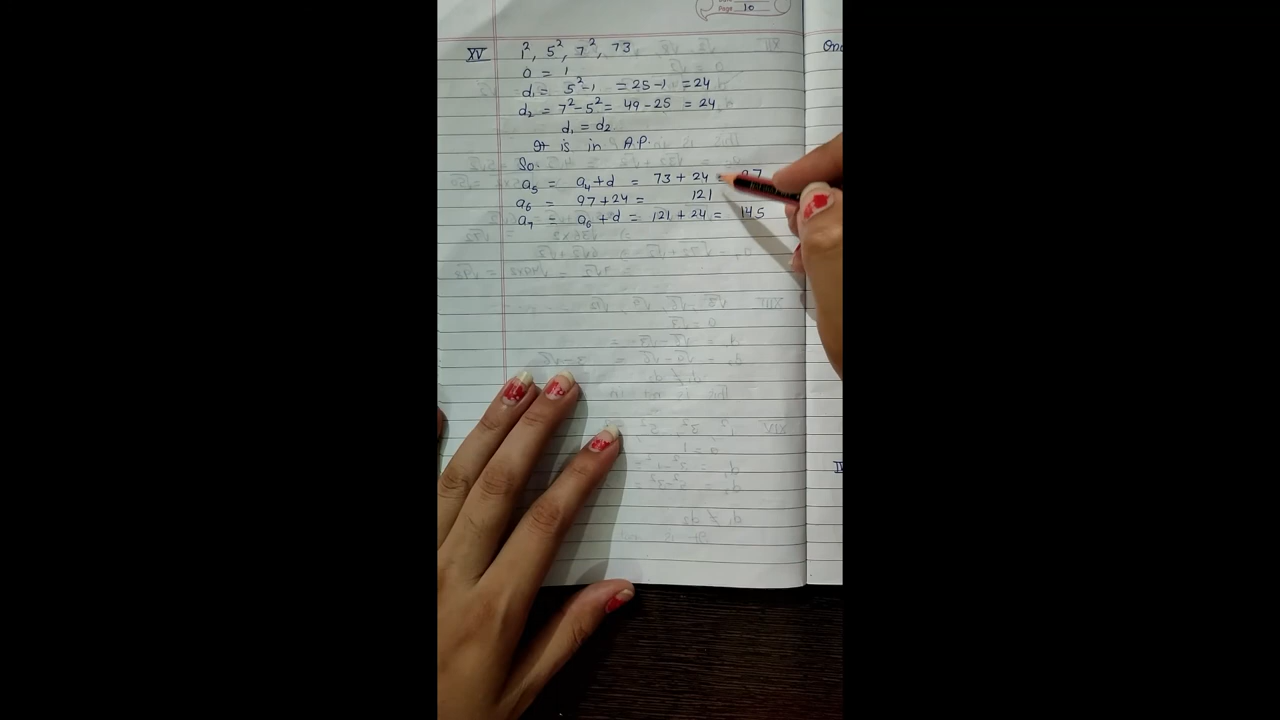 Page 10
XV 1², 5², 7², 73
a = 1
d₁ = 5²-1 = 25-1 = 24
d₂ = 7²-5² = 49-25 = 24
d₁ = d₂
It is in A.P.
So.
a₅ = a₄+d = 73+24 = 97
a₆ = 97+24 = 121
a₇ = a₆+d = 121+24 = 145